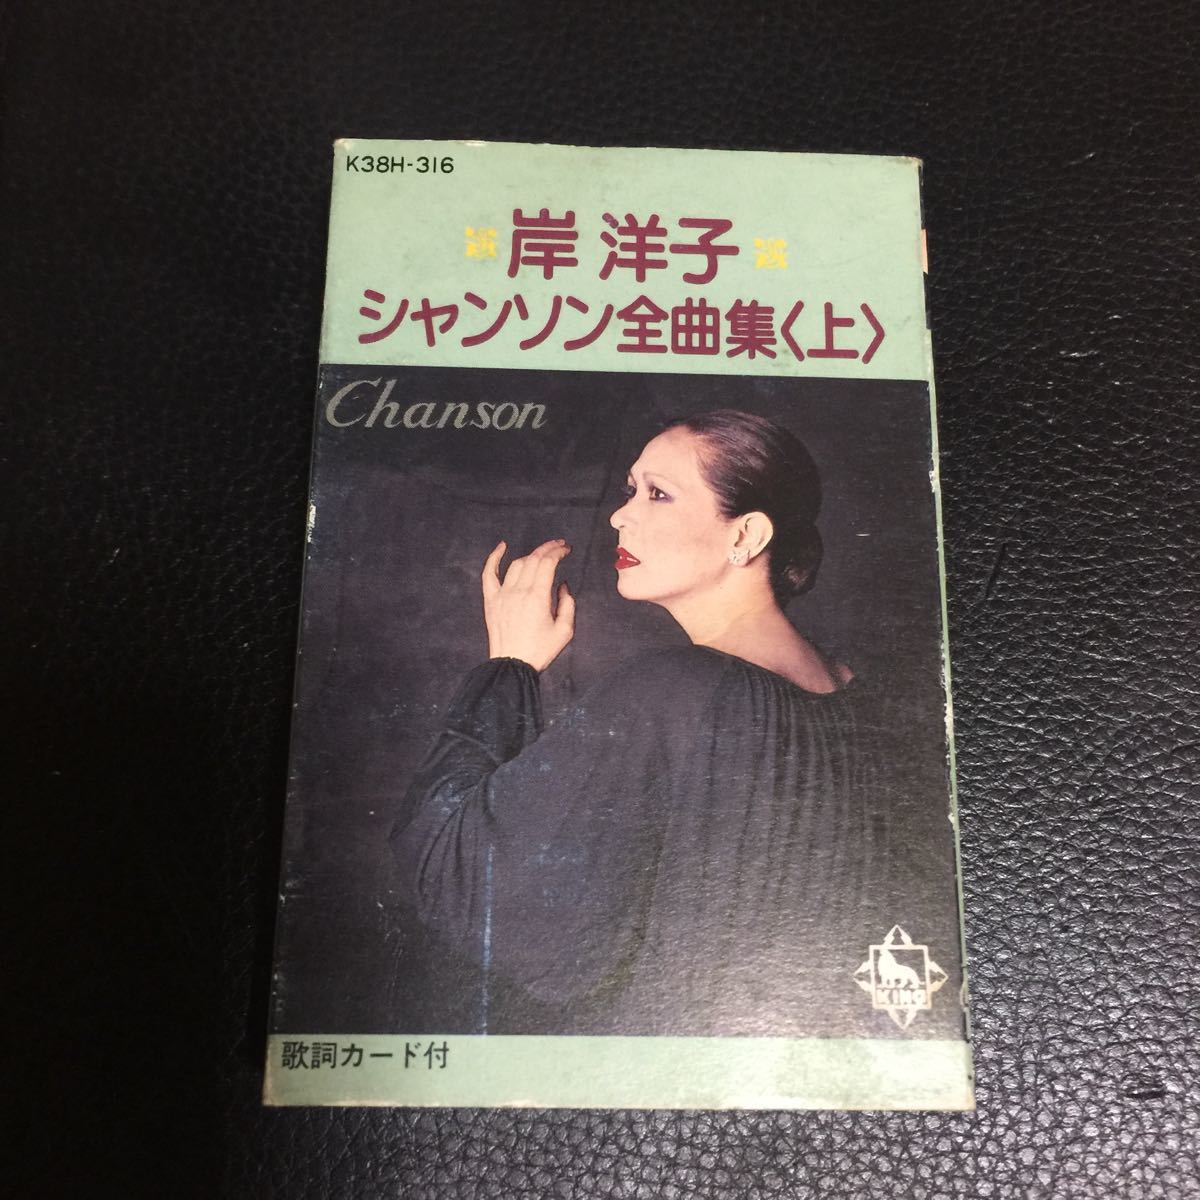 K38H-316
岸 洋子
シャンソン全曲集〈上〉
Chanson
KING
歌詞カード付